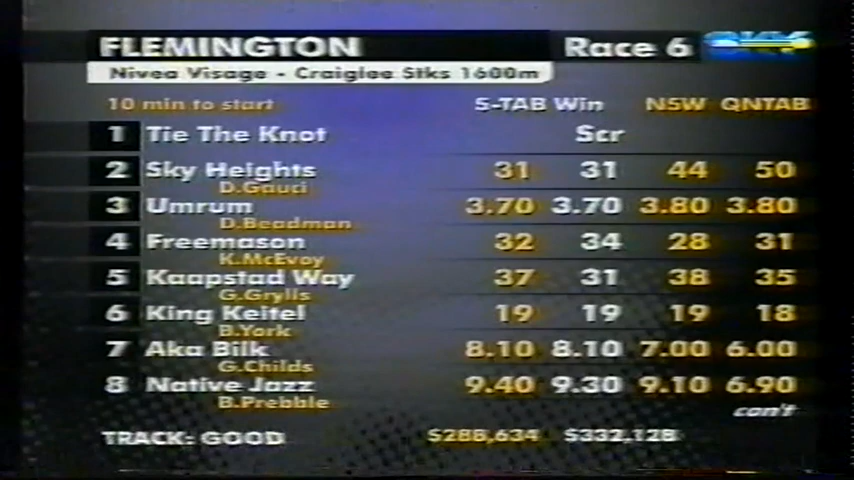 FLEMINGTON Race 6 SKY
Nivea Visage - Craiglee Stks 1600m
10 min to start S-TAB Win NSW QNTAB
1 Tie The Knot Scr
2 Sky Heights 31 31 44 50
D.Gauci
3 Umrum 3.70 3.70 3.80 3.80
D.Beadman
4 Freemason 32 34 28 31
K.McEvoy
5 Kaapstad Way 37 31 38 35
G.Grylls
6 King Keitel 19 19 19 18
B.York
7 Aka Bilk 8.10 8.10 7.00 6.00
G.Childs
8 Native Jazz 9.40 9.30 9.10 6.90
B.Prebble
con't
TRACK: GOOD $288,634 $332,128